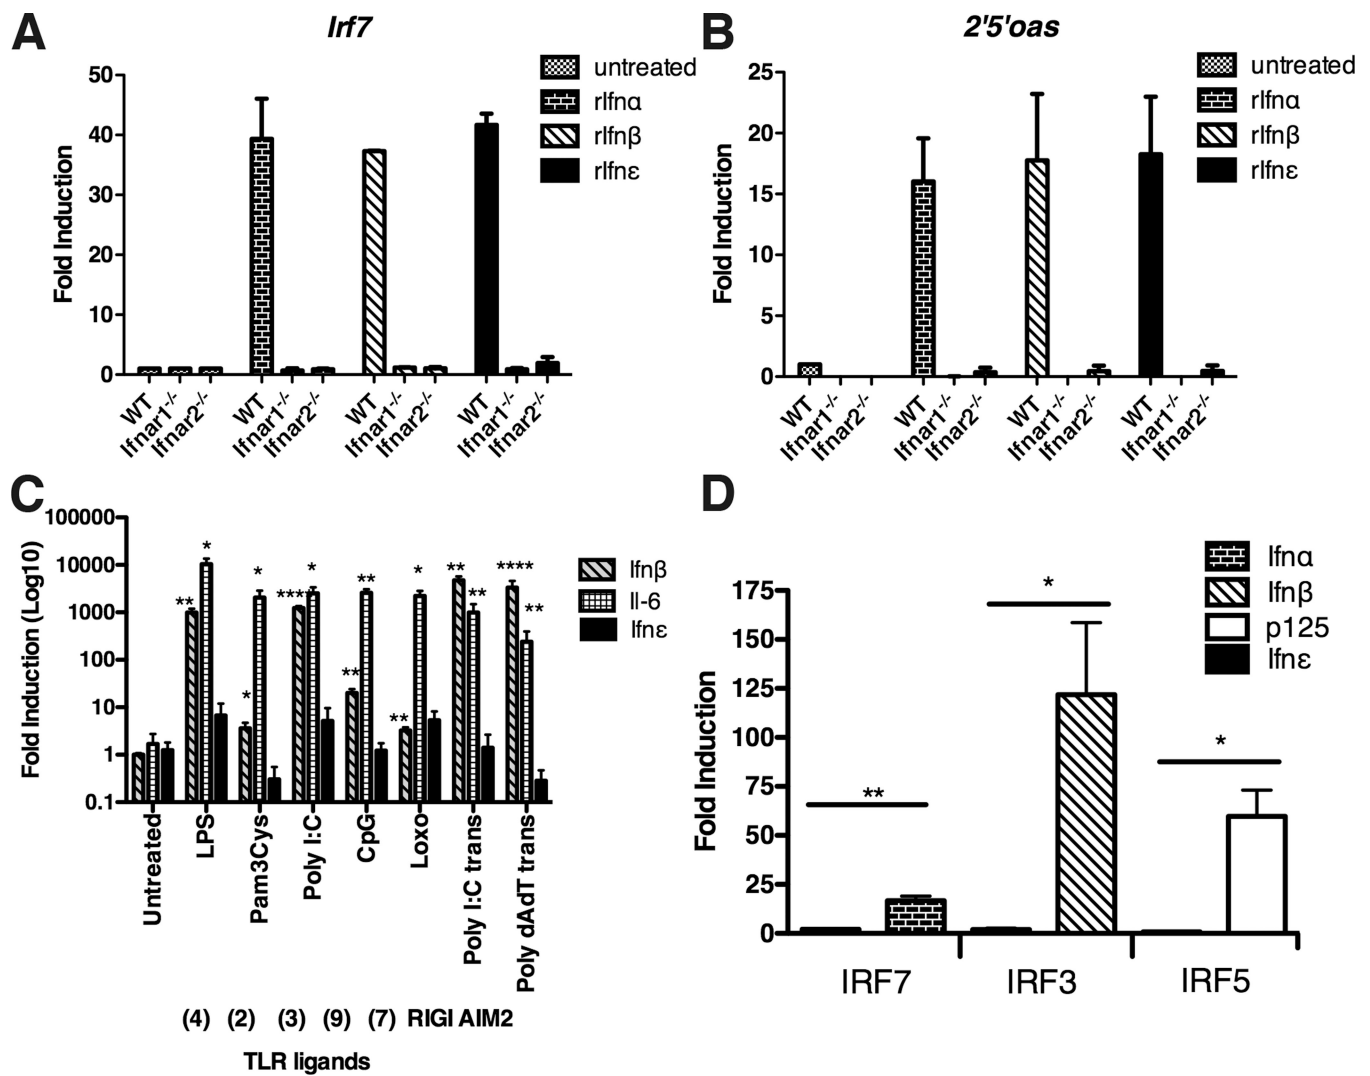 A
Irf7
50
40
30
20
10
0
Fold Induction
untreated
rIfnα
rIfnβ
rIfnε
WT
Ifnar1-/-
Ifnar2-/-
WT
Ifnar1-/-
Ifnar2-/-
WT
Ifnar1-/-
Ifnar2-/-
WT
Ifnar1-/-
Ifnar2-/-
B
2'5'oas
25
20
15
10
5
0
Fold Induction
untreated
rIfnα
rIfnβ
rIfnε
WT
Ifnar1-/-
Ifnar2-/-
WT
Ifnar1-/-
Ifnar2-/-
WT
Ifnar1-/-
Ifnar2-/-
WT
Ifnar1-/-
Ifnar2-/-
C
100000
10000
1000
100
10
1
0.1
Fold Induction (Log10)
** * * * **** * ** ** ** * ** ** **** **
Ifnβ
Il-6
Ifnε
Untreated
LPS
Pam3Cys
Poly I:C
CpG
Loxo
Poly I:C trans
Poly dAdT trans
(4) (2) (3) (9) (7) RIGI AIM2
TLR ligands
D
175
150
125
100
75
50
25
0
Fold Induction
Ifnα
Ifnβ
p125
Ifnε
** * *
IRF7 IRF3 IRF5